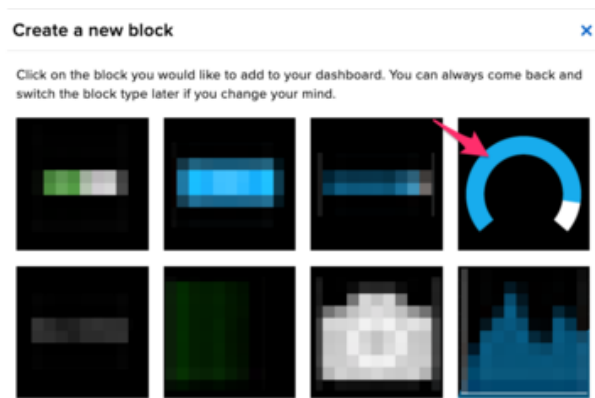 Create a new block
Click on the block you would like to add to your dashboard. You can always come back and
switch the block type later if you change your mind.